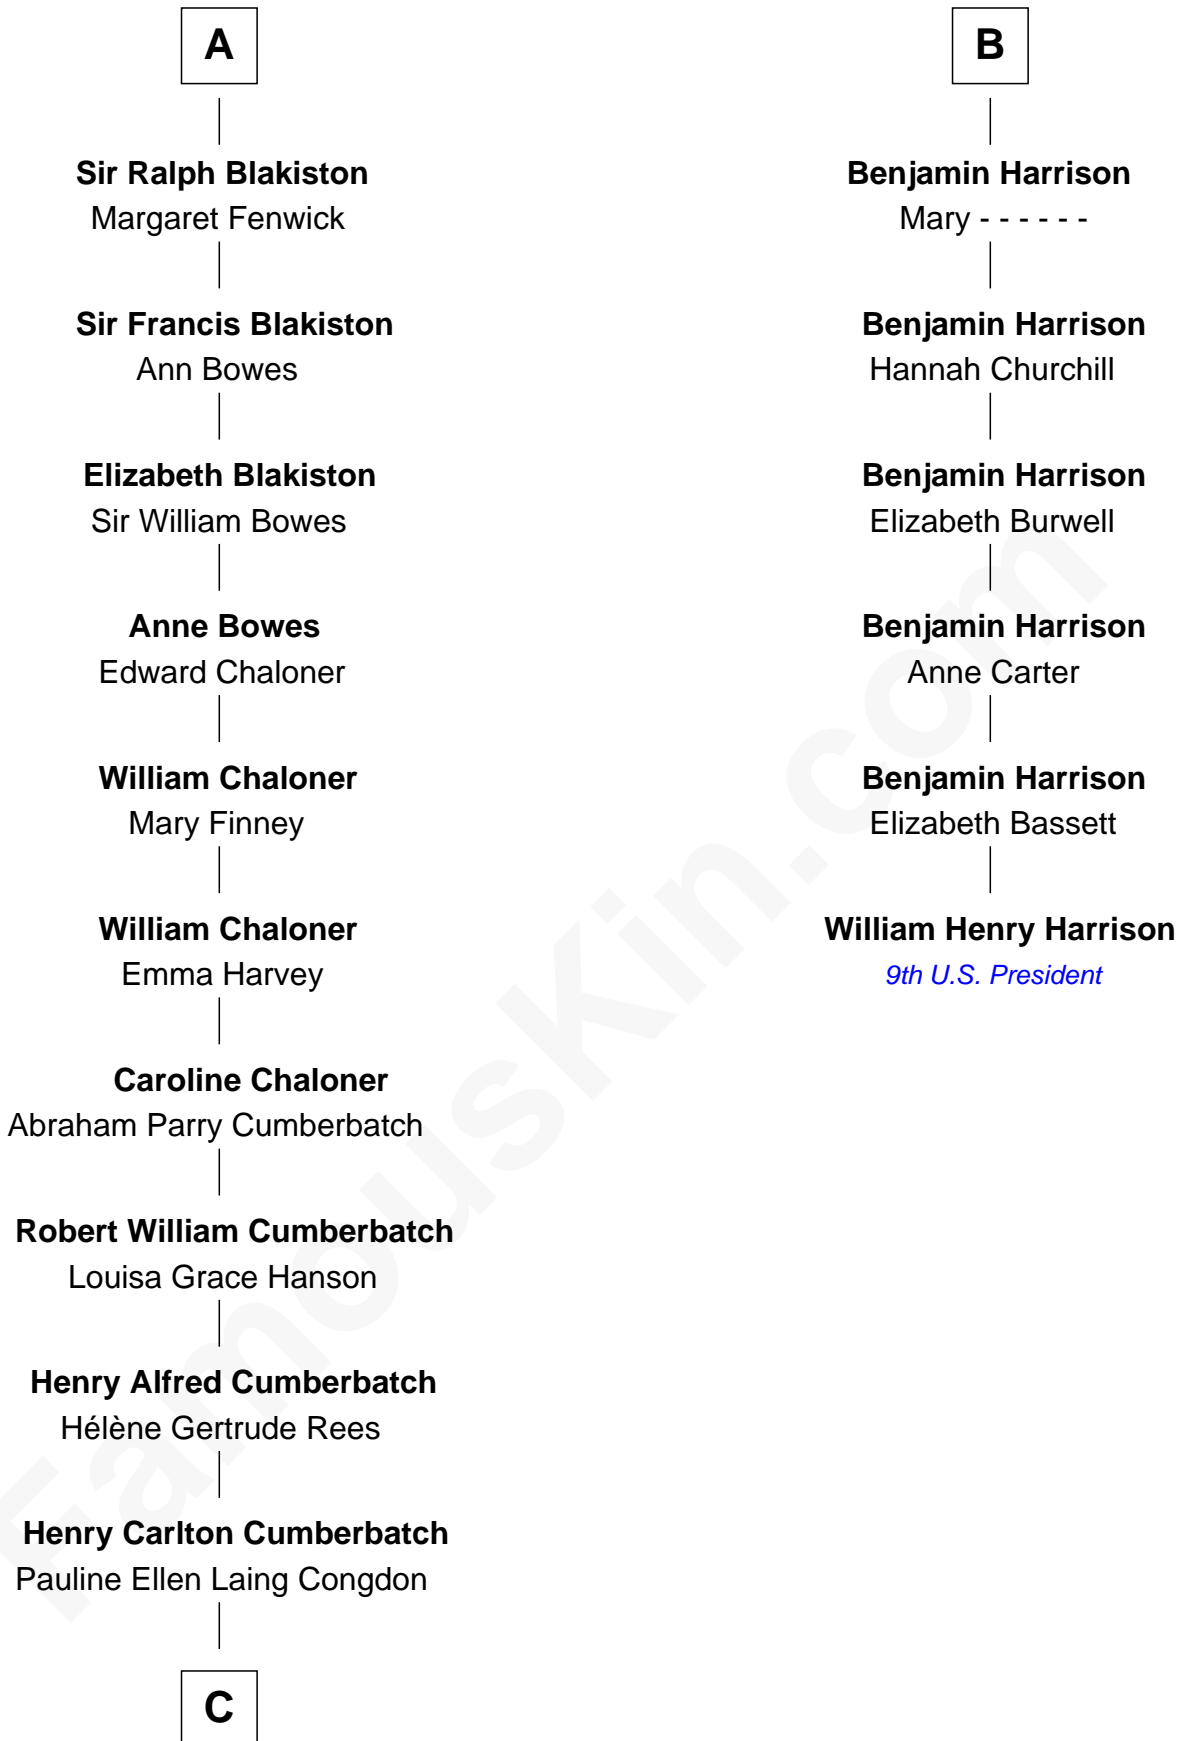 A
Sir Ralph Blakiston
Margaret Fenwick
Sir Francis Blakiston
Ann Bowes
Elizabeth Blakiston
Sir William Bowes
Anne Bowes
Edward Chaloner
William Chaloner
Mary Finney
William Chaloner
Emma Harvey
Caroline Chaloner
Abraham Parry Cumberbatch
Robert William Cumberbatch
Louisa Grace Hanson
Henry Alfred Cumberbatch
Hélène Gertrude Rees
Henry Carlton Cumberbatch
Pauline Ellen Laing Congdon
C
B
Benjamin Harrison
Mary - - - - - -
Benjamin Harrison
Hannah Churchill
Benjamin Harrison
Elizabeth Burwell
Benjamin Harrison
Anne Carter
Benjamin Harrison
Elizabeth Bassett
William Henry Harrison
9th U.S. President
FamousKin.com